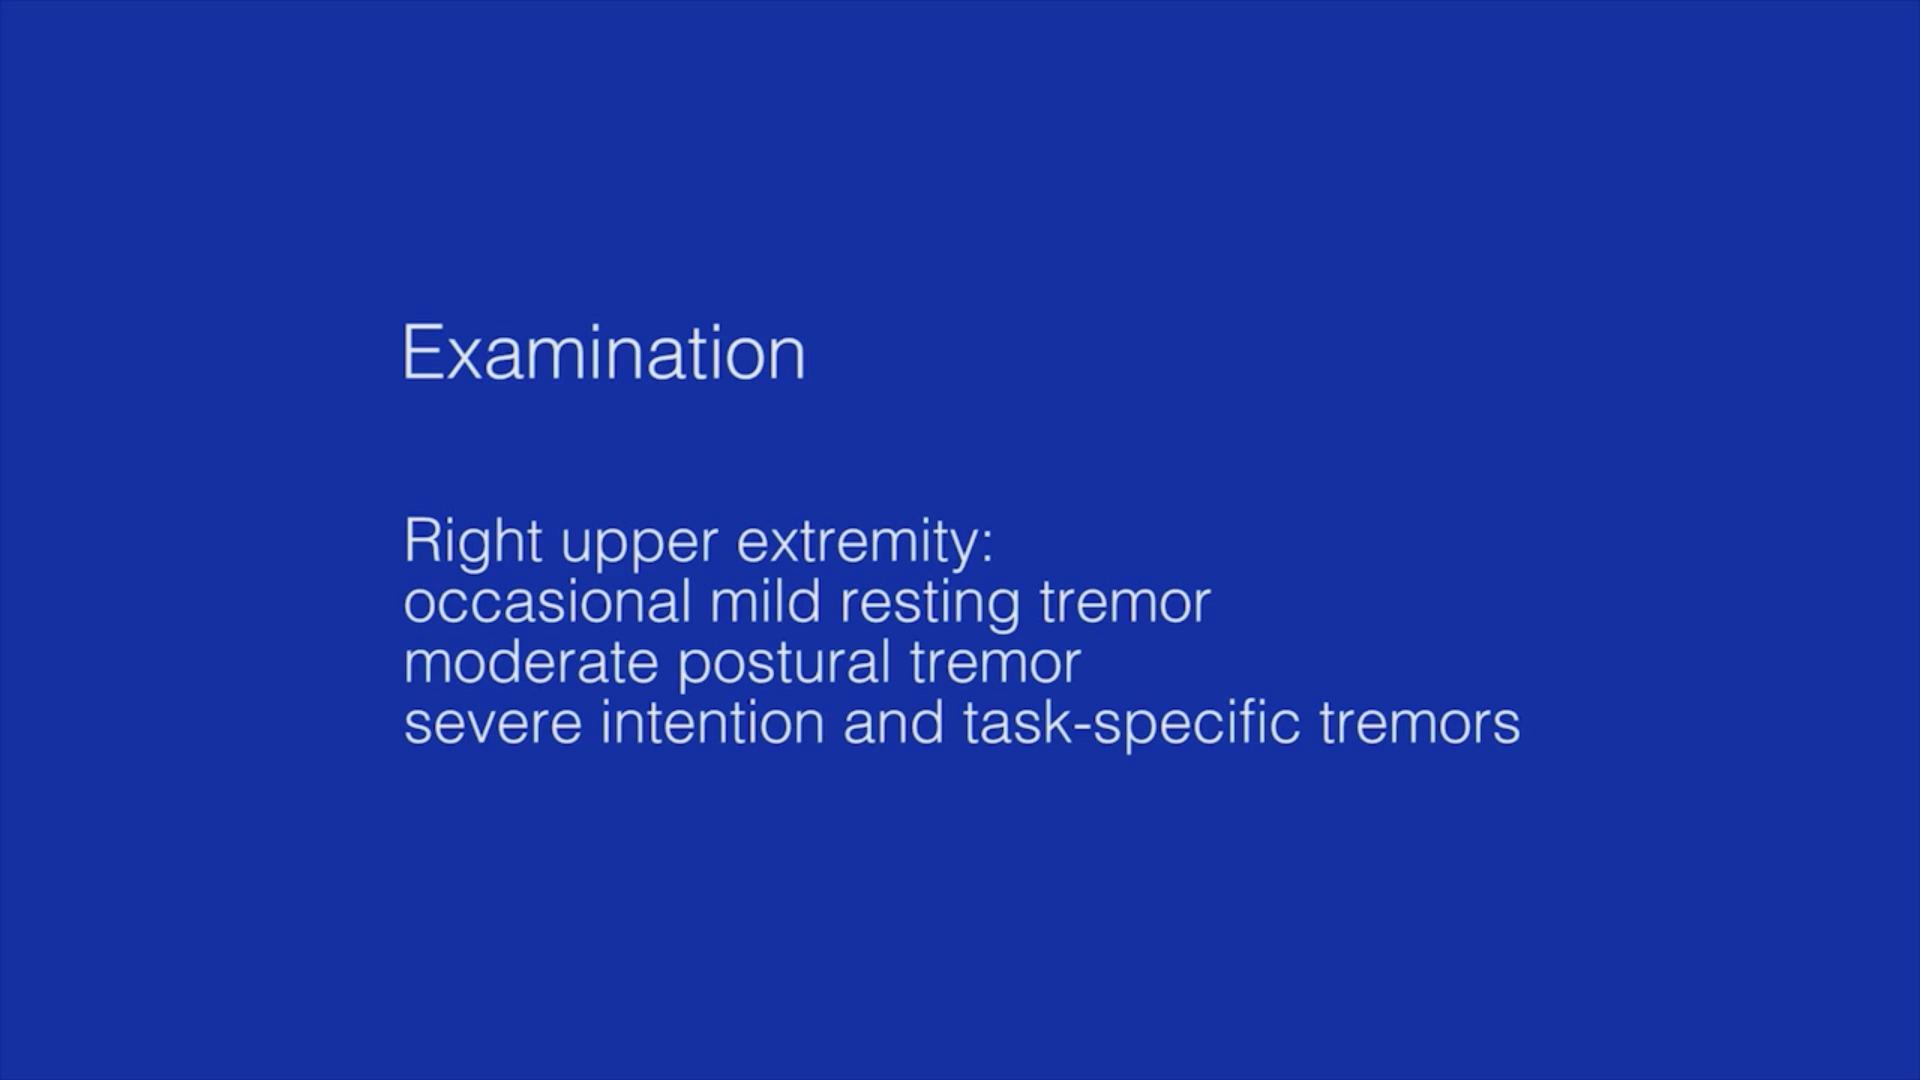 Examination
Right upper extremity:
occasional mild resting tremor
moderate postural tremor
severe intention and task-specific tremors